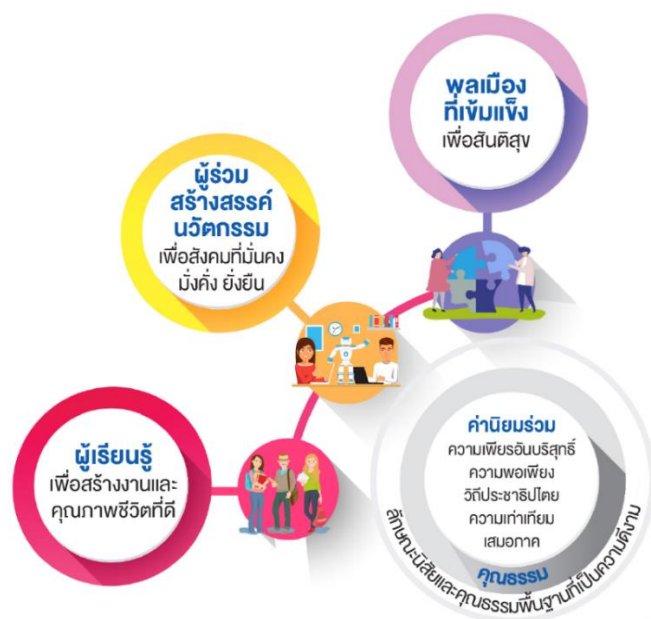 พลเมือง
ที่เข้มแข็ง
เพื่อสันติสุข
ผู้ร่วม
สร้างสรรค์
นวัตกรรม
เพื่อสังคมที่มั่นคง
มั่งคั่ง ยั่งยืน
ผู้เรียนรู้
เพื่อสร้างงานและ
คุณภาพชีวิตที่ดี
ค่านิยมร่วม
ความเพียรอันบริสุทธิ์
ความพอเพียง
วิถีประชาธิปไตย
ความเท่าเทียม
เสมอภาค
คุณธรรม
ลักษณะนิสัยและคุณธรรมพื้นฐานที่เป็นความดีงาม